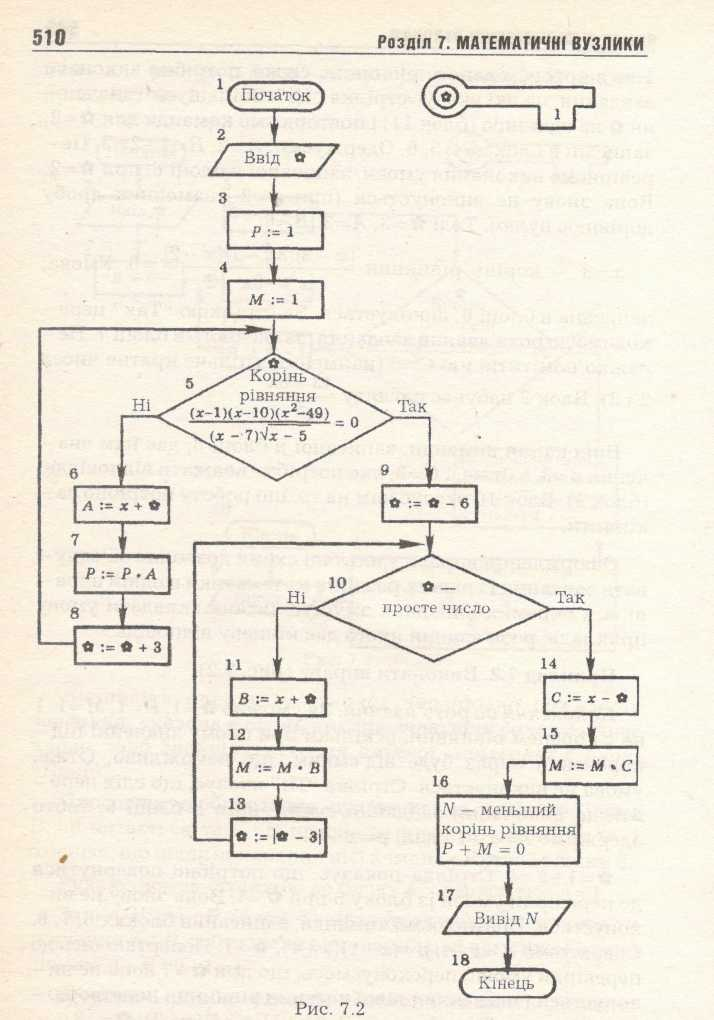 510
Розділ 7. МАТЕМАТИЧНІ ВУЗЛИКИ
1
Початок
1
2
Ввід ✿
3
P := 1
4
M := 1
5
✿
Корінь
рівняння
(x−1)(x−10)(x²−49)
(x − 7)√x − 5
= 0
Ні
Так
6
A := x + ✿
7
P := P • A
8
✿ := ✿ + 3
9
✿ := ✿ − 6
10
✿
просте число
Ні
Так
11
B := x + ✿
12
M := M • B
13
✿ := |✿ − 3|
14
C := x − ✿
15
M := M • C
16
N — меньший
корінь рівняння
P + M = 0
17
Вивід N
18
Кінець
Рис. 7.2